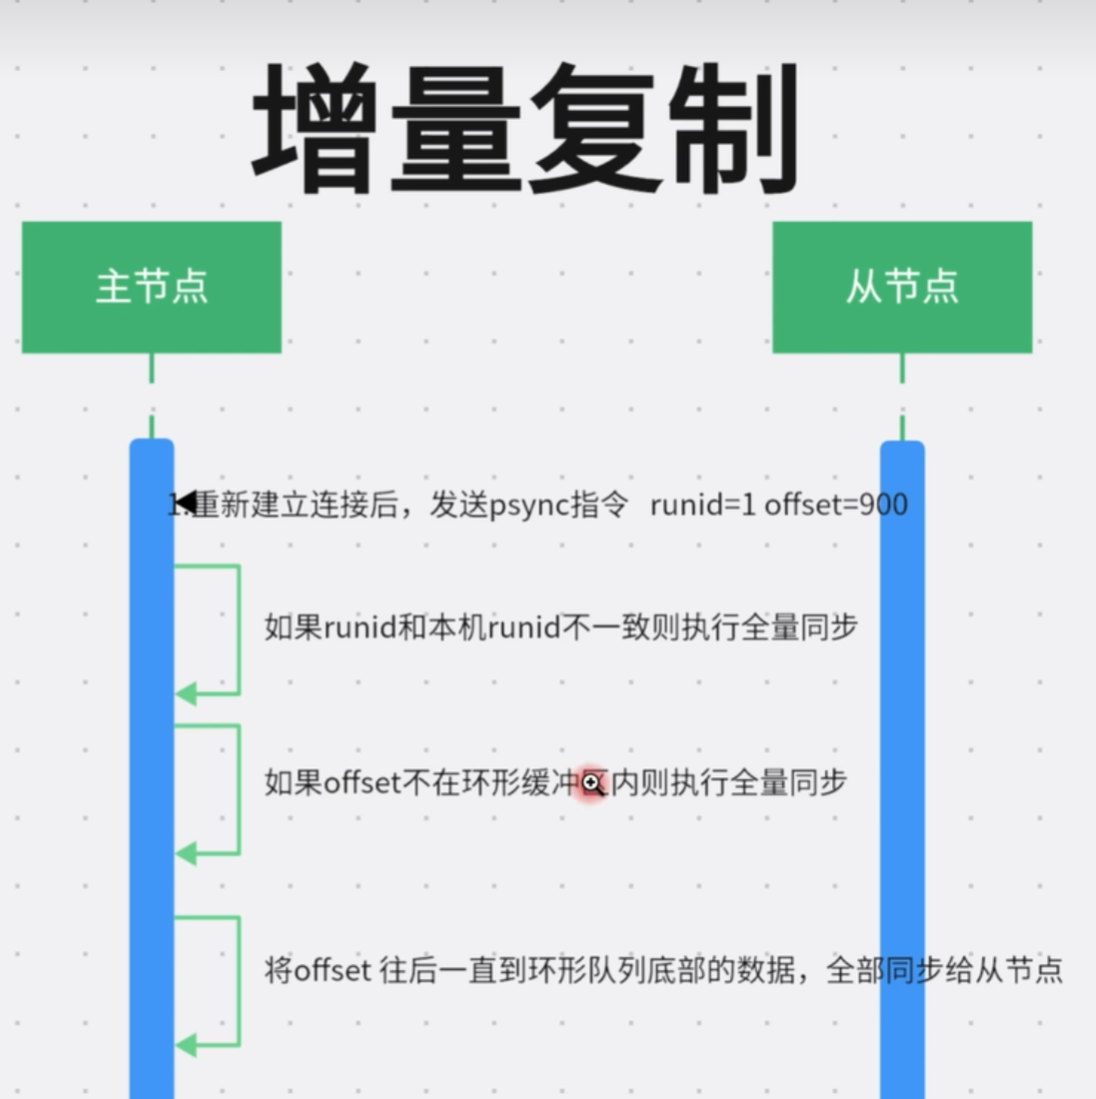 增量复制
主节点
从节点
1.重新建立连接后，发送psync指令 runid=1 offset=900
如果runid和本机runid不一致则执行全量同步
如果offset不在环形缓冲区内则执行全量同步
将offset 往后一直到环形队列底部的数据，全部同步给从节点